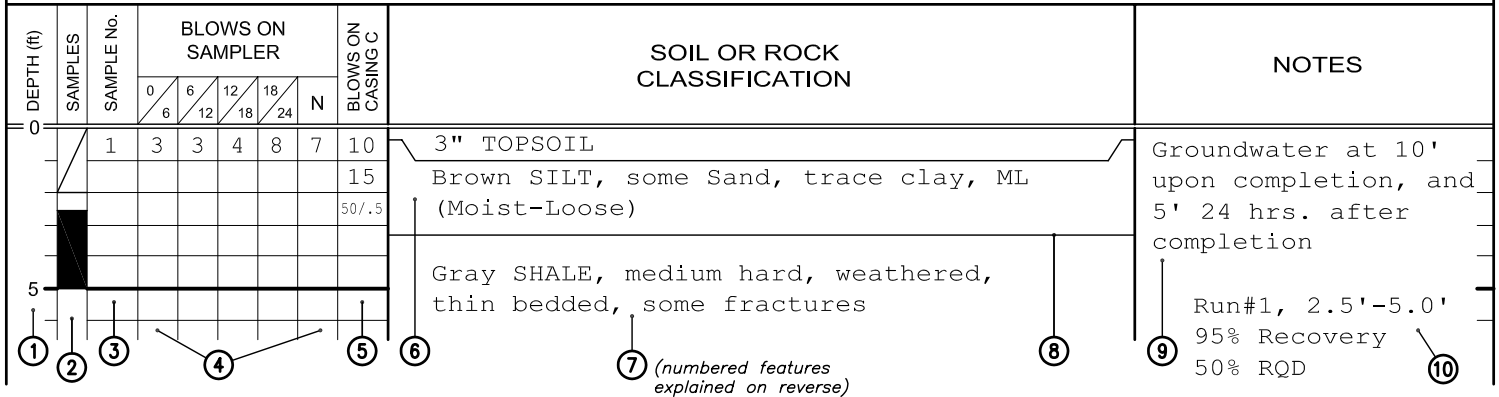 DEPTH (ft)
SAMPLES
SAMPLE No.
BLOWS ON
SAMPLER
0/6 6/12 12/18 18/24 N
BLOWS ON
CASING C
SOIL OR ROCK
CLASSIFICATION
NOTES
0
1 3 3 4 8 7 10
15
50/.5
5
3" TOPSOIL
Brown SILT, some Sand, trace clay, ML
(Moist-Loose)
Gray SHALE, medium hard, weathered,
thin bedded, some fractures
Groundwater at 10'
upon completion, and
5' 24 hrs. after
completion
Run#1, 2.5'-5.0'
95% Recovery
50% RQD
1 2 3 4 5 6 7 8 9 10
(numbered features
explained on reverse)